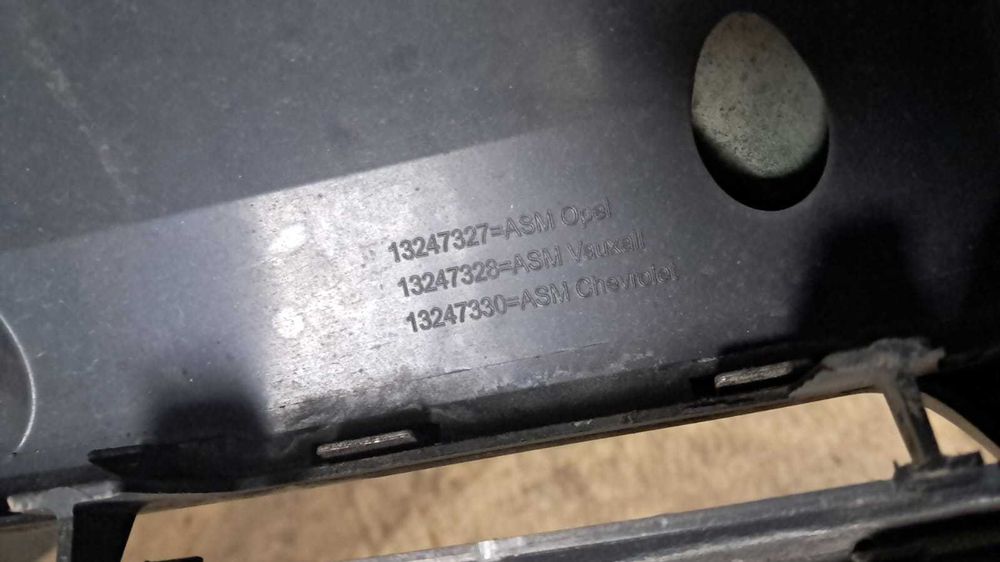 13247327=ASM Opel
13247328=ASM Vauxall
13247330=ASM Chevrolet